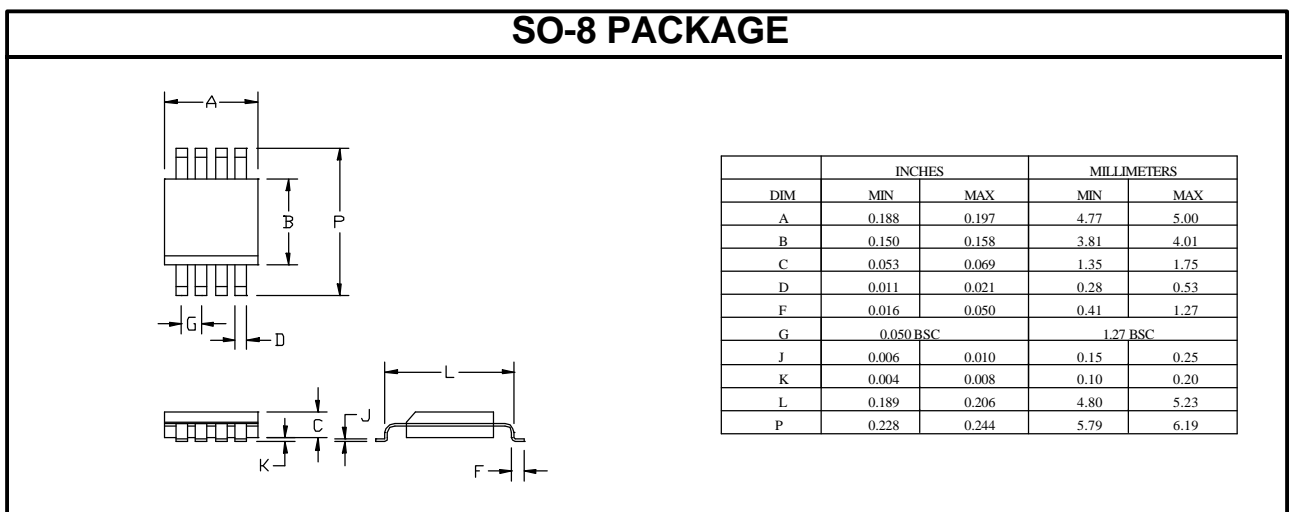 SO-8 PACKAGE
A
B
P
G
D
L
J
C
K
F
INCHES MILLIMETERS
DIM MIN MAX MIN MAX
A 0.188 0.197 4.77 5.00
B 0.150 0.158 3.81 4.01
C 0.053 0.069 1.35 1.75
D 0.011 0.021 0.28 0.53
F 0.016 0.050 0.41 1.27
G 0.050 BSC 1.27 BSC
J 0.006 0.010 0.15 0.25
K 0.004 0.008 0.10 0.20
L 0.189 0.206 4.80 5.23
P 0.228 0.244 5.79 6.19